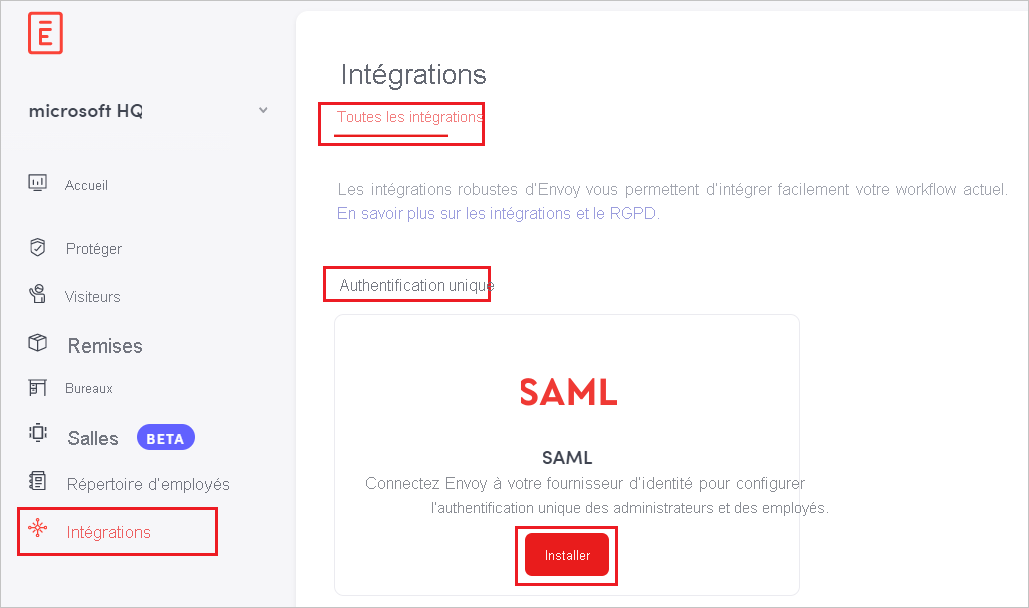 E
microsoft HQ
Accueil
Protéger
Visiteurs
Remises
Bureaux
Salles BETA
Répertoire d'employés
Intégrations
Intégrations
Toutes les intégrations
Les intégrations robustes d'Envoy vous permettent d'intégrer facilement votre workflow actuel.
En savoir plus sur les intégrations et le RGPD.
Authentification unique
SAML
SAML
Connectez Envoy à votre fournisseur d'identité pour configurer
l'authentification unique des administrateurs et des employés.
Installer